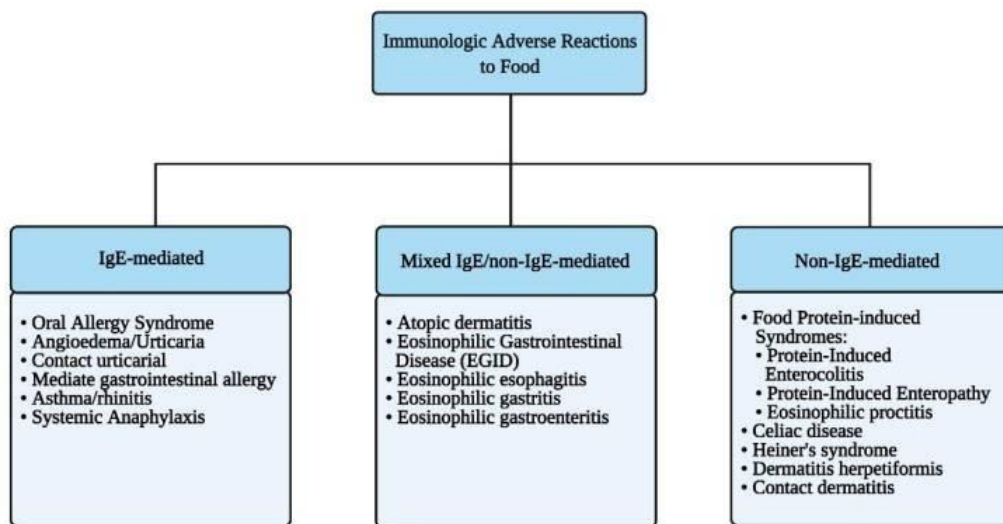 Immunologic Adverse Reactions
to Food
IgE-mediated
• Oral Allergy Syndrome
• Angioedema/Urticaria
• Contact urticarial
• Mediate gastrointestinal allergy
• Asthma/rhinitis
• Systemic Anaphylaxis
Mixed IgE/non-IgE-mediated
• Atopic dermatitis
• Eosinophilic Gastrointestinal
Disease (EGID)
• Eosinophilic esophagitis
• Eosinophilic gastritis
• Eosinophilic gastroenteritis
Non-IgE-mediated
• Food Protein-induced
Syndromes:
• Protein-Induced
Enterocolitis
• Protein-Induced Enteropathy
• Eosinophilic proctitis
• Celiac disease
• Heiner's syndrome
• Dermatitis herpetiformis
• Contact dermatitis